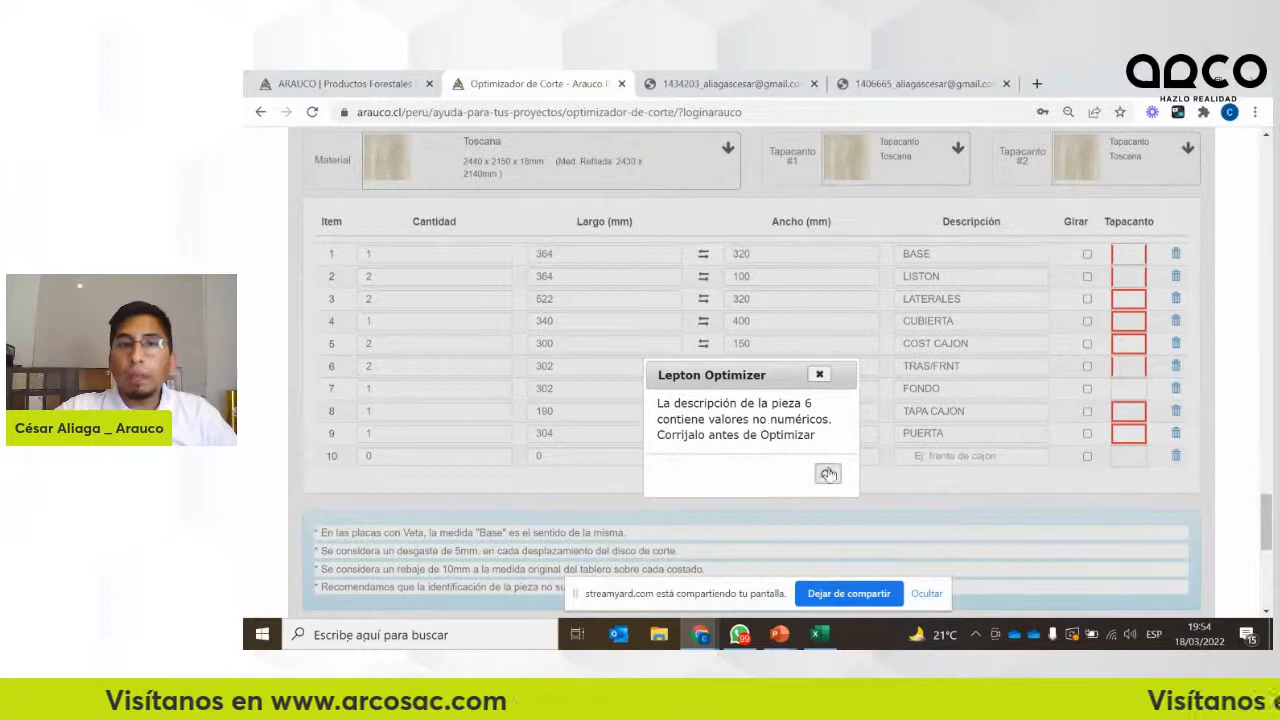 ARCO
HAZLO REALIDAD
ARAUCO | Productos Forestales
Optimizador de Corte - Arauco P
1434203_aliagascesar@gmail.co
1406665_aliagascesar@gmail.co
arauco.cl/peru/ayuda-para-tus-proyectos/optimizador-de-corte/?loginarauco
C
Material
Toscana
2440 x 2150 x 18mm (Med. Refilada: 2430 x
2140mm )
Tapacanto
#1
Tapacanto
Toscana
Tapacanto
#2
Tapacanto
Toscana
Item Cantidad Largo (mm) Ancho (mm) Descripción Girar Tapacanto
1 1 364 320 BASE
2 2 364 100 LISTON
3 2 622 320 LATERALES
4 1 340 400 CUBIERTA
5 2 300 150 COST CAJON
6 2 302 TRAS/FRNT
7 1 302 FONDO
8 1 190 TAPA CAJON
9 1 304 PUERTA
10 0 0 Ej: frente de cajon
Lepton Optimizer
La descripción de la pieza 6
contiene valores no numéricos.
Corrijalo antes de Optimizar
* En las placas con Veta, la medida "Base" es el sentido de la misma.
* Se considera un desgaste de 5mm. en cada desplazamiento del disco de corte.
* Se considera un rebaje de 10mm a la medida original del tablero sobre cada costado.
* Recomendamos que la identificación de la pieza no su
streamyard.com está compartiendo tu pantalla.
Dejar de compartir
Ocultar
César Aliaga _ Arauco
Escribe aquí para buscar
99
21°C
ESP
19:54
18/03/2022
15
Visítanos en www.arcosac.com
Visítanos e